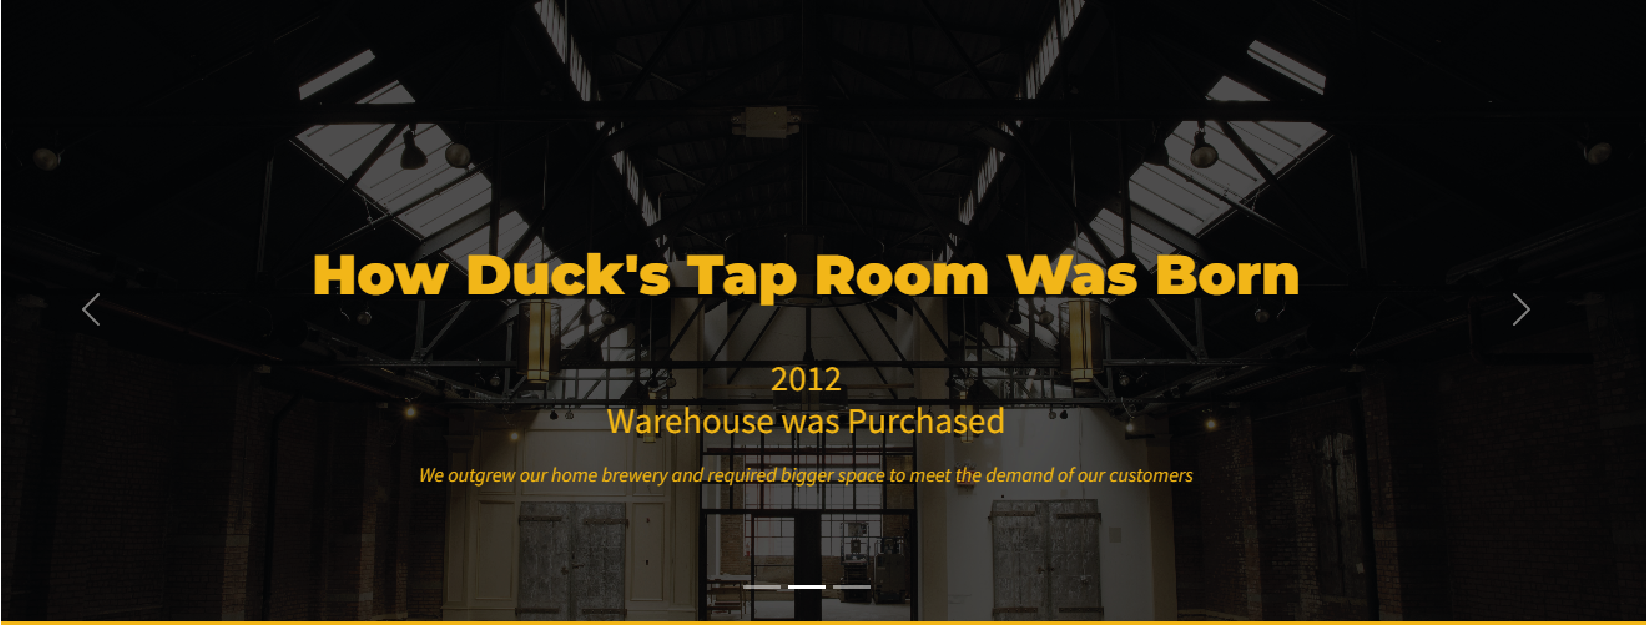 How Duck's Tap Room Was Born
2012
Warehouse was Purchased
We outgrew our home brewery and required bigger space to meet the demand of our customers